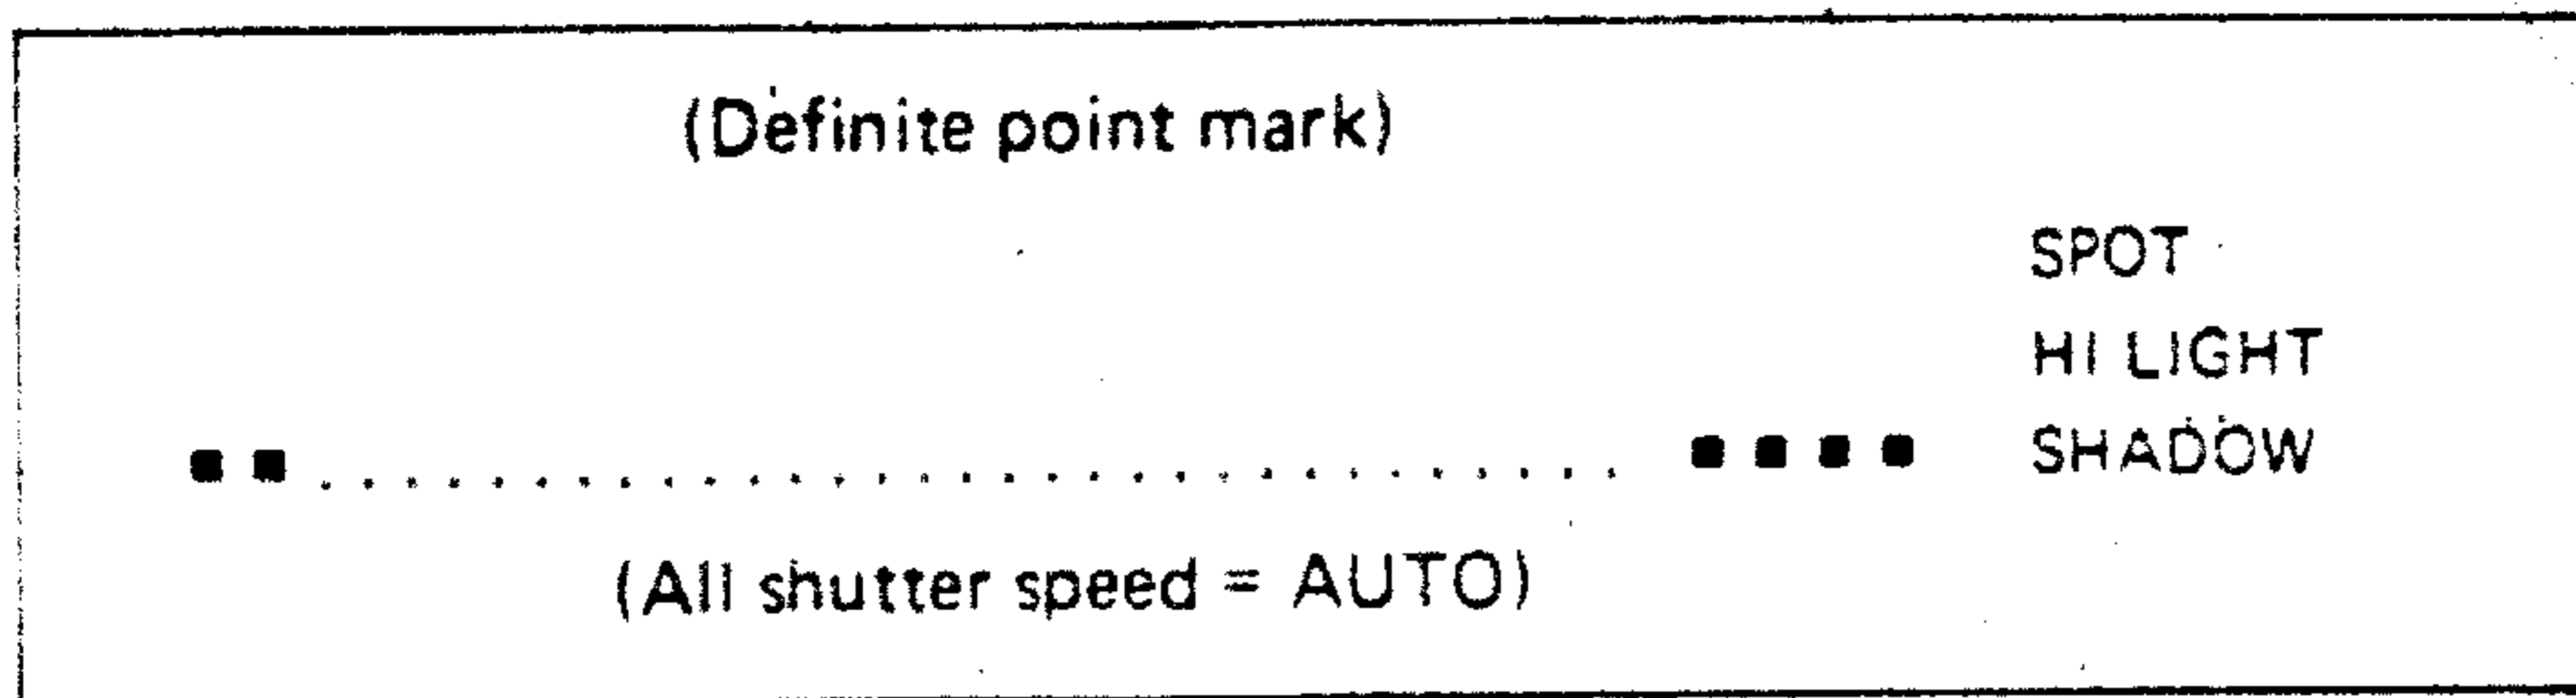 (Definite point mark)
SPOT
HI LIGHT
SHADOW
(All shutter speed = AUTO)